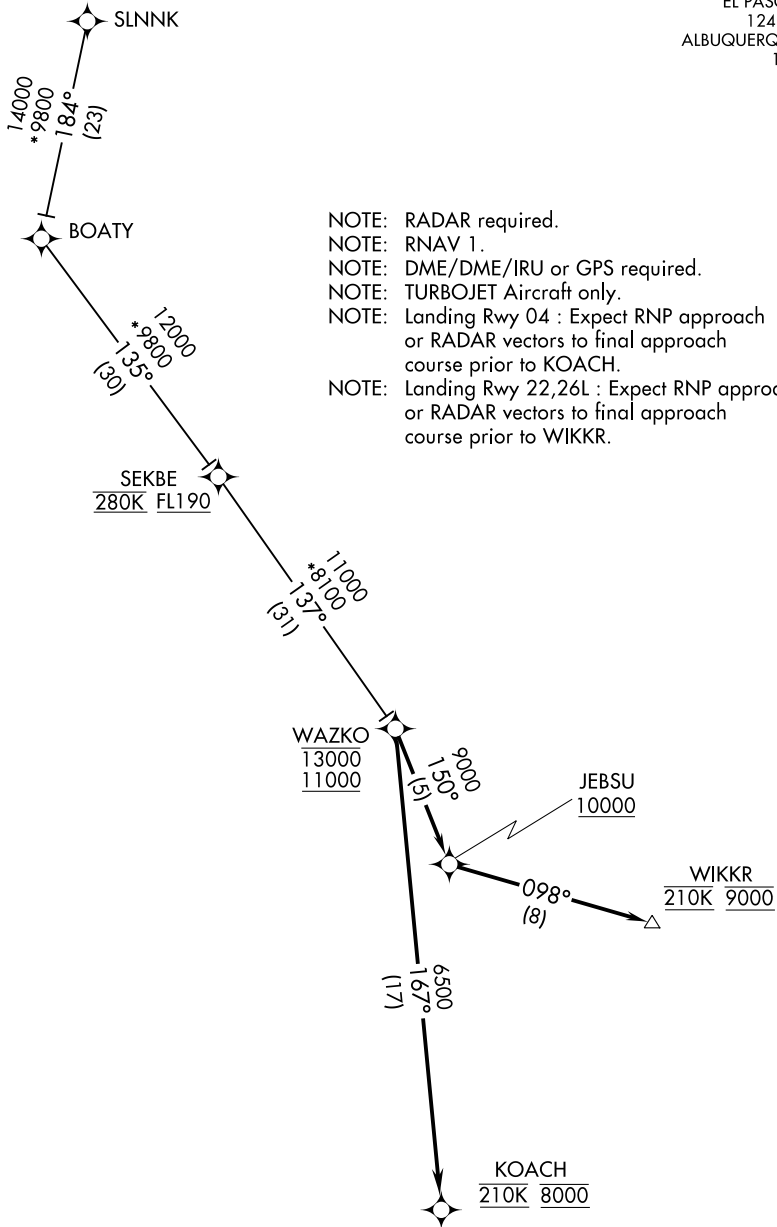 EL PASO
124
ALBUQUERQ
1
SLNNK
14000
*9800
184°
(23)
BOATY
NOTE: RADAR required.
NOTE: RNAV 1.
NOTE: DME/DME/IRU or GPS required.
NOTE: TURBOJET Aircraft only.
NOTE: Landing Rwy 04 : Expect RNP approach
or RADAR vectors to final approach
course prior to KOACH.
NOTE: Landing Rwy 22,26L : Expect RNP approac
or RADAR vectors to final approach
course prior to WIKKR.
12000
*9800
135°
(30)
SEKBE
280K FL190
11000
*8100
137°
(31)
WAZKO
13000
11000
9000
150°
(5)
JEBSU
10000
098°
(8)
WIKKR
210K 9000
6500
167°
(17)
KOACH
210K 8000